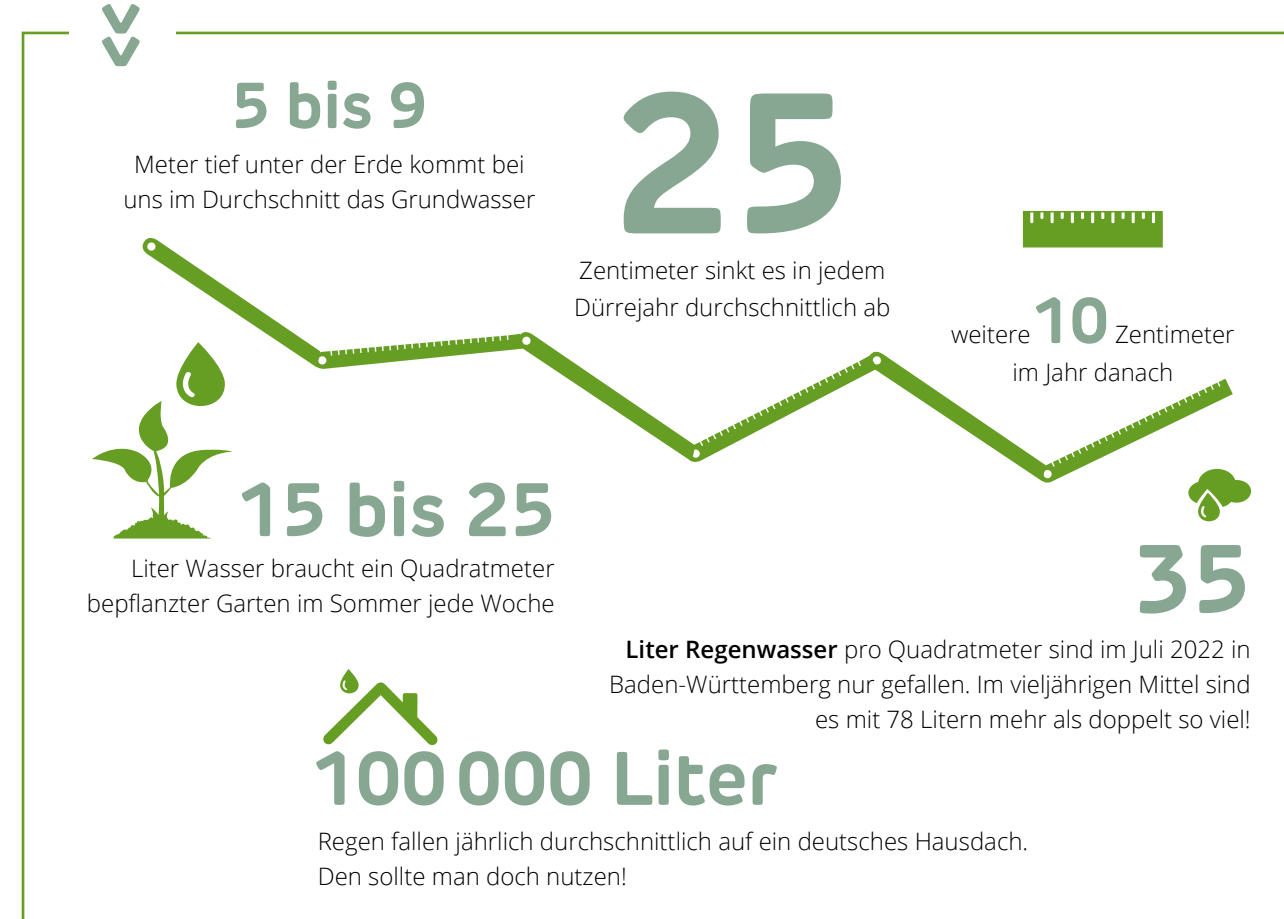 5 bis 9
Meter tief unter der Erde kommt bei
uns im Durchschnitt das Grundwasser
25
Zentimeter sinkt es in jedem
Dürrejahr durchschnittlich ab
weitere 10 Zentimeter
im Jahr danach
15 bis 25
Liter Wasser braucht ein Quadratmeter
bepflanzter Garten im Sommer jede Woche
35
Liter Regenwasser pro Quadratmeter sind im Juli 2022 in
Baden-Württemberg nur gefallen. Im vieljährigen Mittel sind
es mit 78 Litern mehr als doppelt so viel!
100 000 Liter
Regen fallen jährlich durchschnittlich auf ein deutsches Hausdach.
Den sollte man doch nutzen!